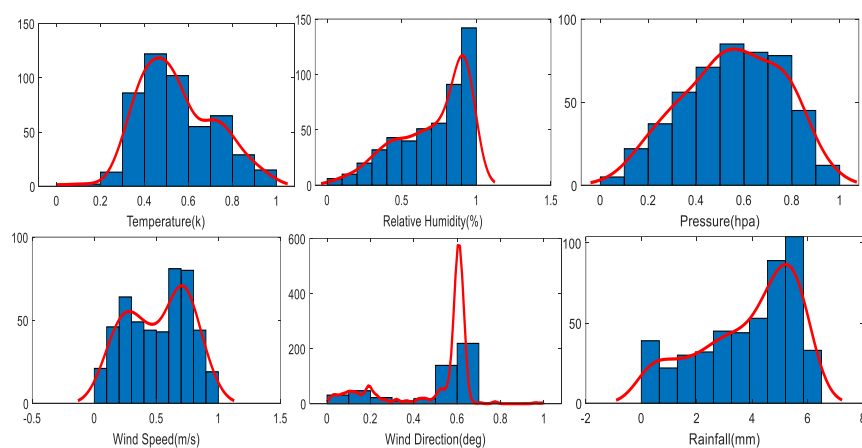 150
100
50
0
0 0.2 0.4 0.6 0.8 1
Temperature(k)
150
100
50
0
0 0.5 1 1.5
Relative Humidity(%)
100
50
0
0 0.2 0.4 0.6 0.8 1
Pressure(hpa)
100
50
0
-0.5 0 0.5 1 1.5
Wind Speed(m/s)
600
400
200
0
0 0.2 0.4 0.6 0.8 1
Wind Direction(deg)
100
50
0
-2 0 2 4 6 8
Rainfall(mm)